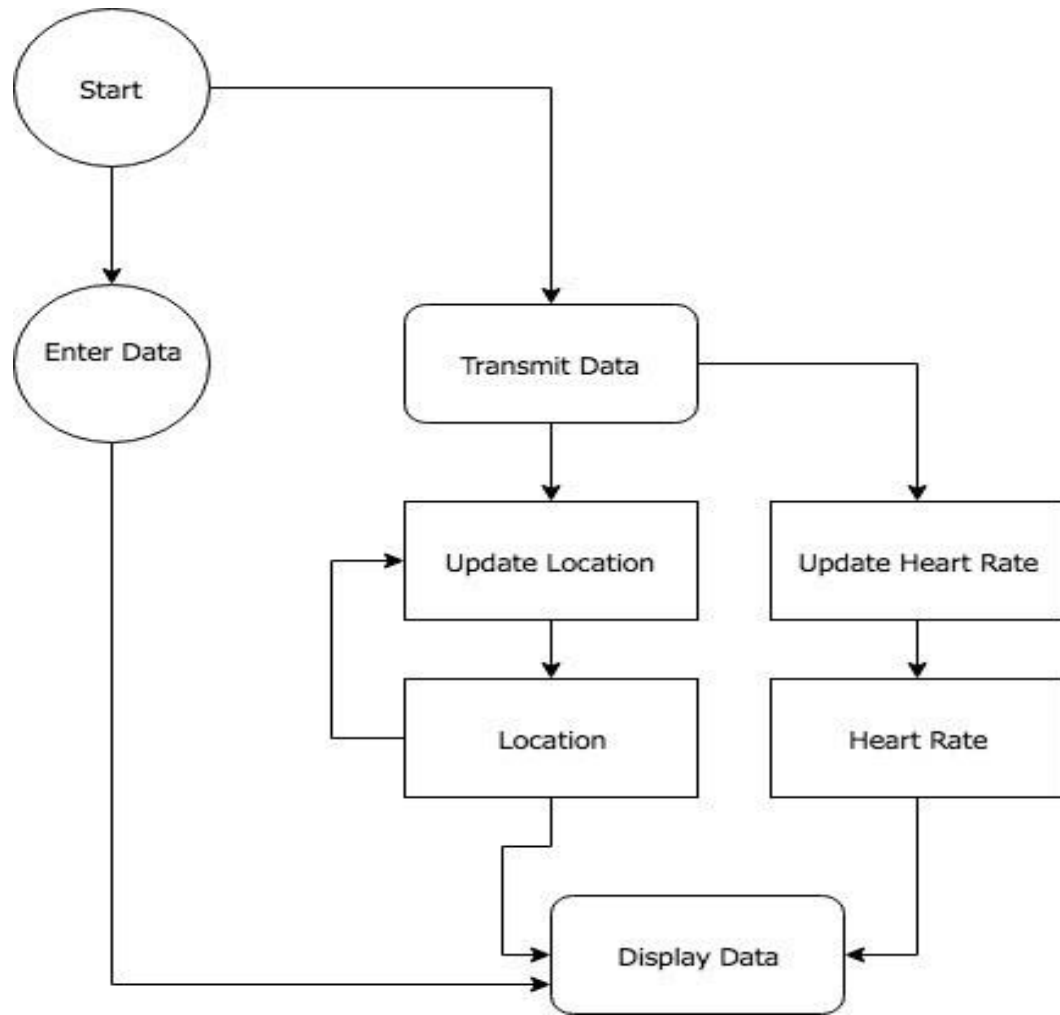 Start
Enter Data
Transmit Data
Update Location
Update Heart Rate
Location
Heart Rate
Display Data